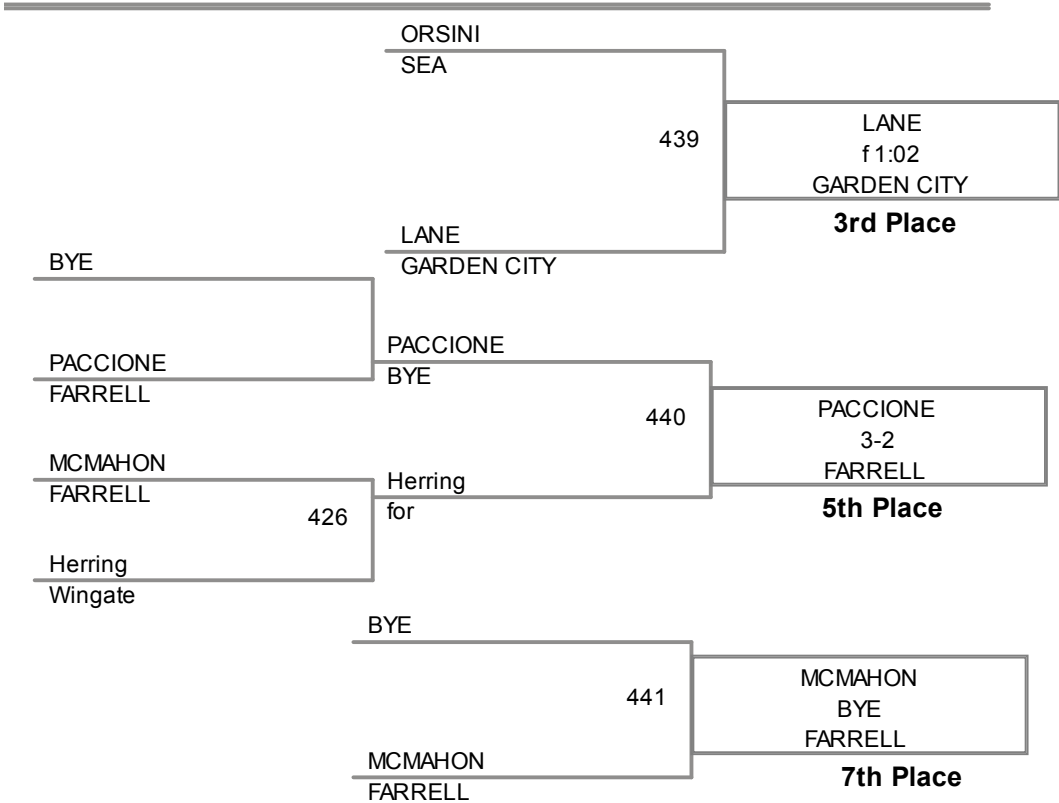 ORSINI
SEA
439
LANE
f 1:02
GARDEN CITY
3rd Place
LANE
GARDEN CITY
BYE
PACCIONE
FARRELL
PACCIONE
BYE
440
PACCIONE
3-2
FARRELL
5th Place
MCMAHON
FARRELL
426
Herring
for
Herring
Wingate
BYE
441
MCMAHON
BYE
FARRELL
7th Place
MCMAHON
FARRELL